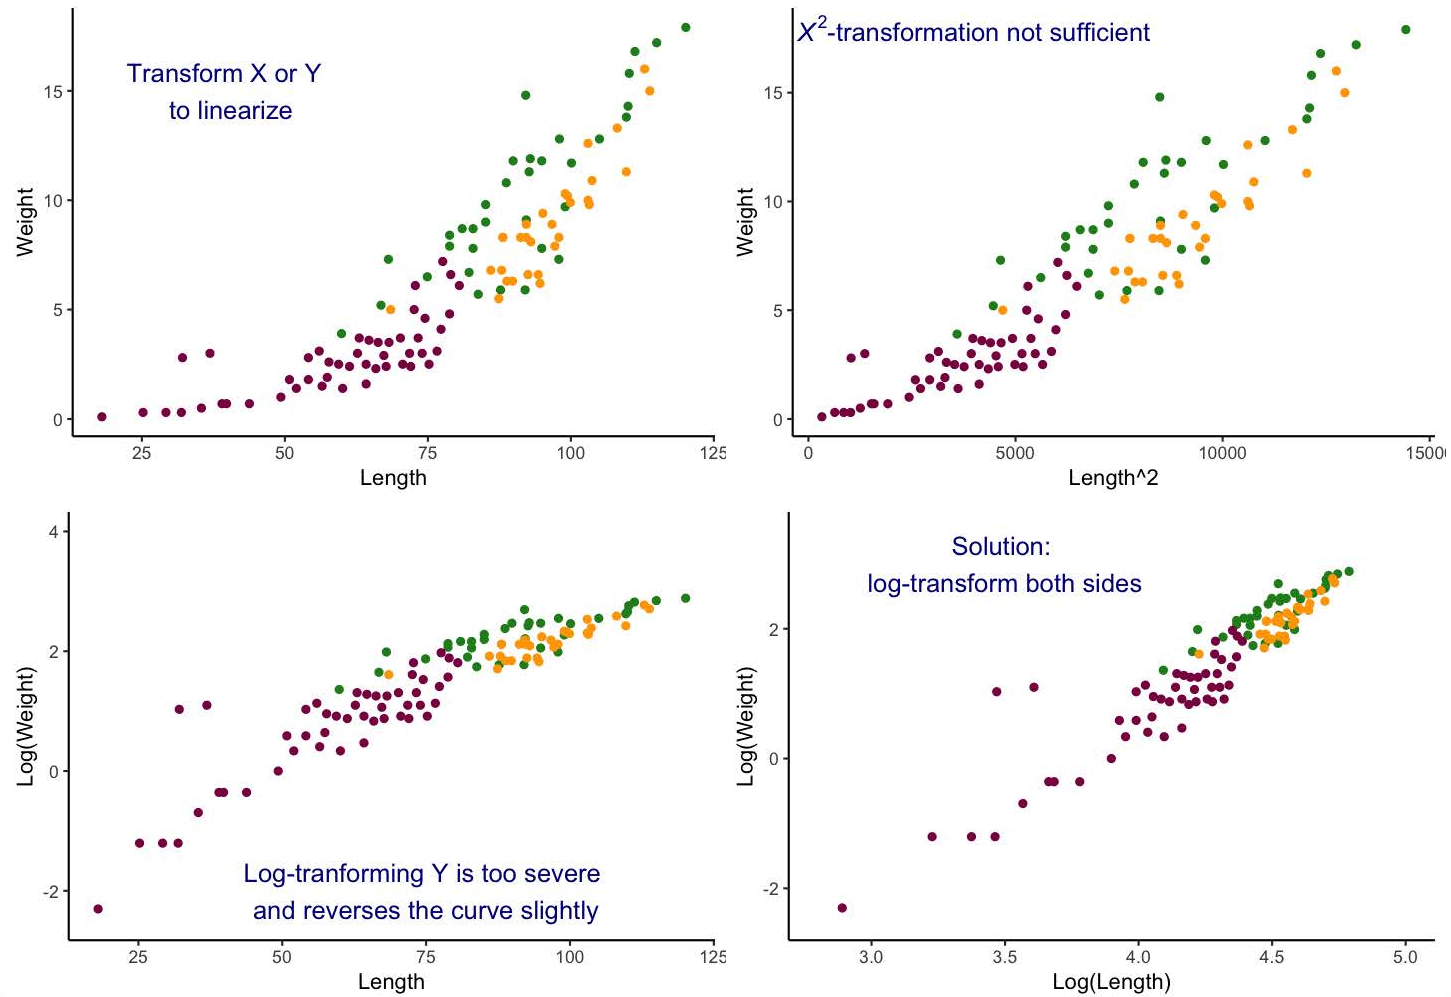 Transform X or Y
to linearize
Weight
15
10
5
0
25
50
75
100
125
Length
X²-transformation not sufficient
Weight
15
10
5
0
0
5000
10000
15000
Length^2
4
2
0
-2
Log(Weight)
Log-tranforming Y is too severe
and reverses the curve slightly
25
50
75
100
125
Length
Solution:
log-transform both sides
Log(Weight)
2
0
-2
3.0
3.5
4.0
4.5
5.0
Log(Length)